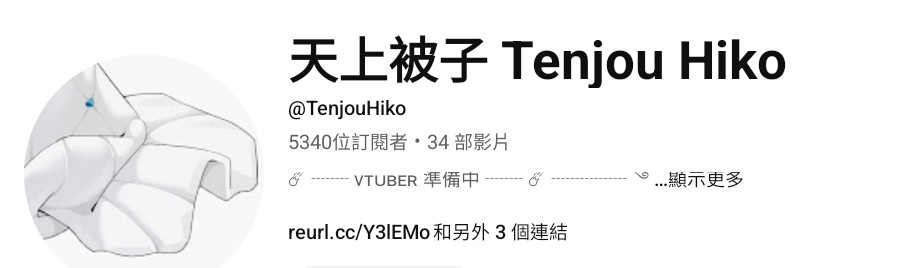 天上被子 Tenjou Hiko
@TenjouHiko
5340位訂閱者 • 34 部影片
☄┈┈┈┈ ᴠᴛᴜʙᴇʀ 準備中 ┈┈┈┈ ☄ ┈┈┈┈┈┈┈┈ ༄ ...顯示更多
reurl.cc/Y3lEMo 和另外 3 個連結